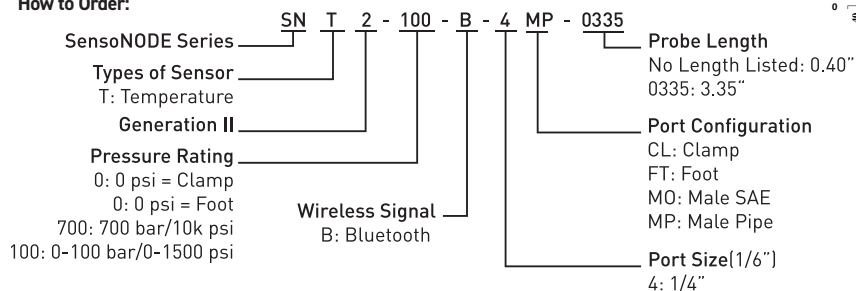 How to Order:
SN T 2 - 100 - B - 4 MP - 0335
SensoNODE Series
Types of Sensor
T: Temperature
Generation II
Pressure Rating
0: 0 psi = Clamp
0: 0 psi = Foot
700: 700 bar/10k psi
100: 0-100 bar/0-1500 psi
Wireless Signal
B: Bluetooth
Probe Length
No Length Listed: 0.40"
0335: 3.35"
Port Configuration
CL: Clamp
FT: Foot
MO: Male SAE
MP: Male Pipe
Port Size(1/6")
4: 1/4"
0